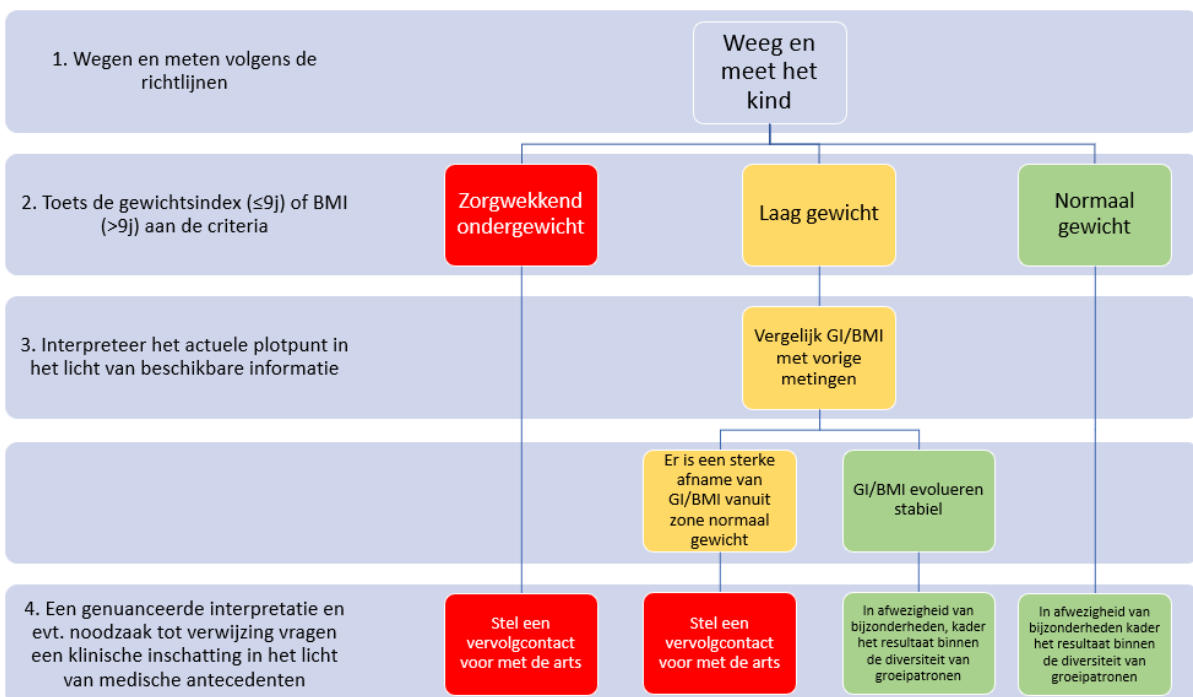 1. Wegen en meten volgens de
richtlijnen
Weeg en
meet het
kind
2. Toets de gewichtsindex (≤9j) of BMI
(>9j) aan de criteria
Zorgwekkend
ondergewicht
Laag gewicht
Normaal
gewicht
3. Interpreteer het actuele plotpunt in
het licht van beschikbare informatie
Vergelijk GI/BMI
met vorige
metingen
Er is een sterke
afname van
GI/BMI vanuit
zone normaal
gewicht
GI/BMI evolueren
stabiel
4. Een genuanceerde interpretatie en
evt. noodzaak tot verwijzing vragen
een klinische inschatting in het licht
van medische antecedenten
Stel een
vervolgcontact
voor met de arts
Stel een
vervolgcontact
voor met de arts
In afwezigheid van
bijzonderheden, kader
het resultaat binnen
de diversiteit van
groeipatronen
In afwezigheid van
bijzonderheden kader
het resultaat binnen
de diversiteit van
groeipatronen